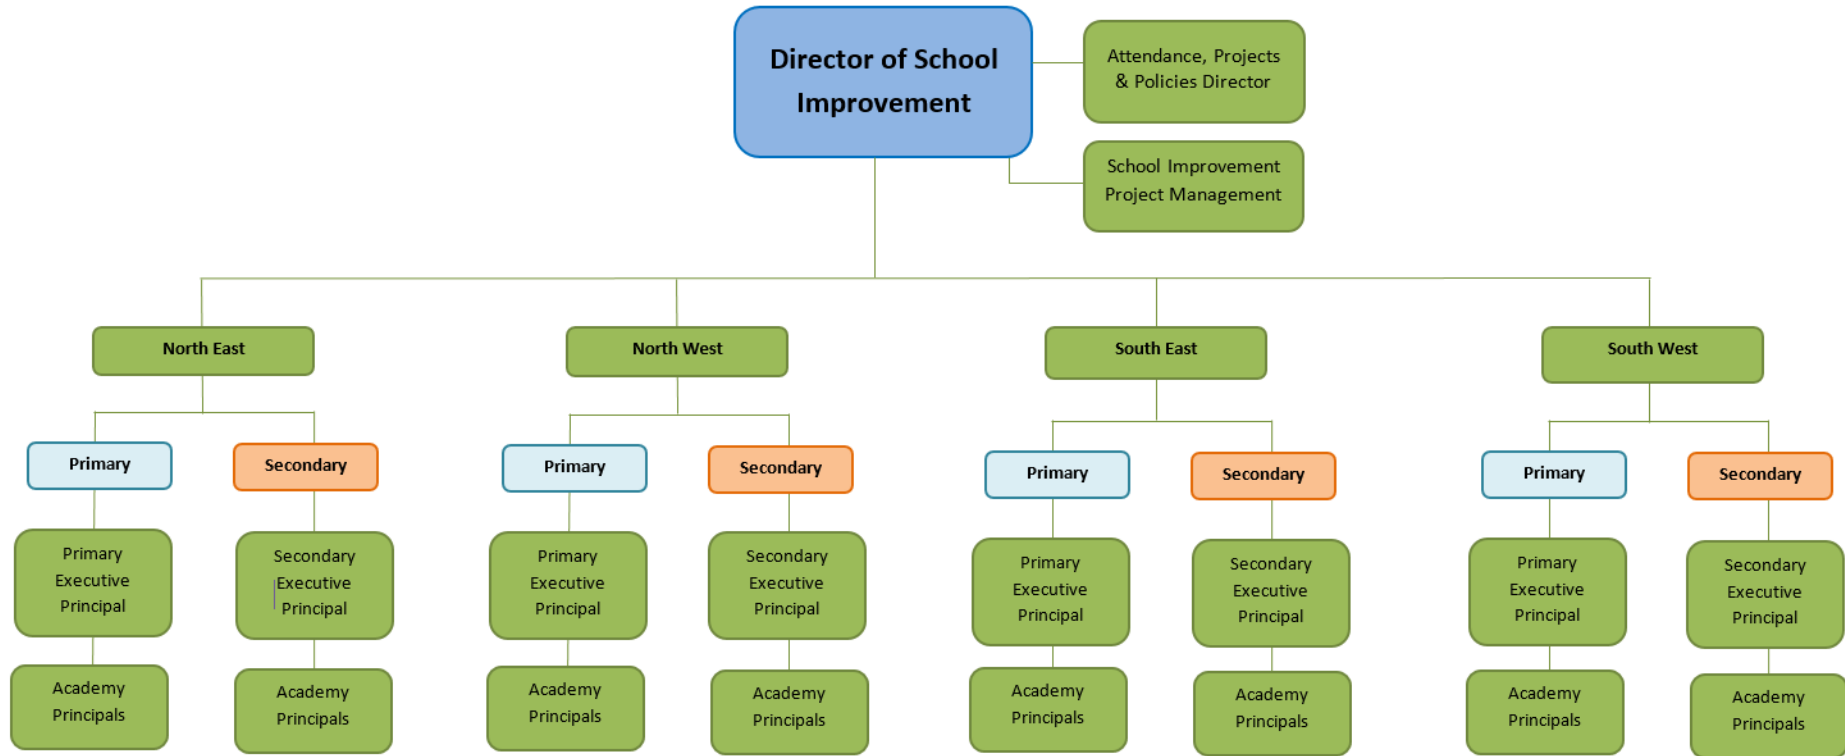 Director of School
Improvement
Attendance, Projects
& Policies Director
School Improvement
Project Management
North East
North West
South East
South West
Primary
Secondary
Primary
Secondary
Primary
Secondary
Primary
Secondary
Primary
Executive
Principal
Secondary
Executive
Principal
Primary
Executive
Principal
Secondary
Executive
Principal
Primary
Executive
Principal
Secondary
Executive
Principal
Primary
Executive
Principal
Secondary
Executive
Principal
Academy
Principals
Academy
Principals
Academy
Principals
Academy
Principals
Academy
Principals
Academy
Principals
Academy
Principals
Academy
Principals